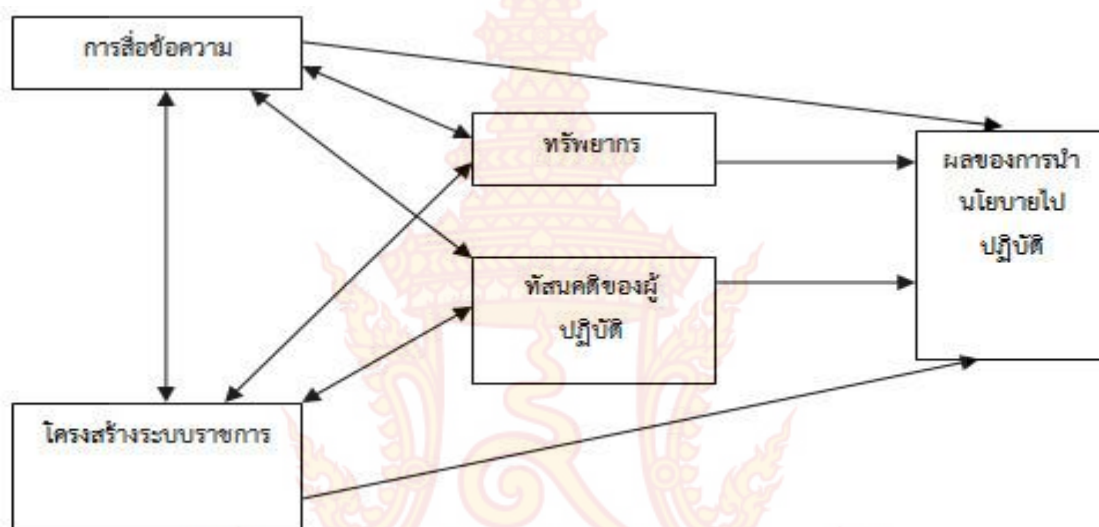 การสื่อข้อความ
ทรัพยากร
ผลของการนำ
นโยบายไป
ปฏิบัติ
ทัสนคติของผู้
ปฏิบัติ
โครงสร้างระบบราชการ